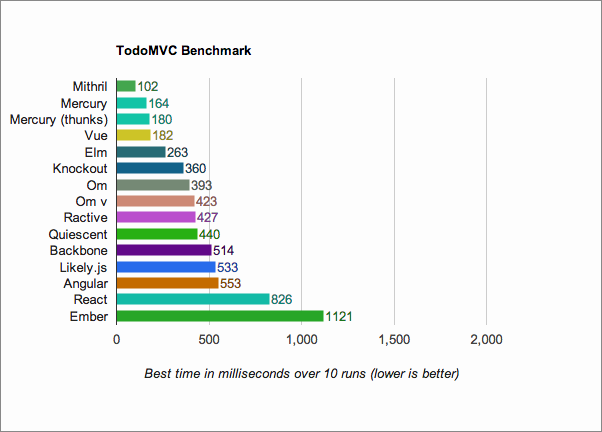 TodoMVC Benchmark
Mithril 102
Mercury 164
Mercury (thunks) 180
Vue 182
Elm 263
Knockout 360
Om 393
Om v 423
Ractive 427
Quiescent 440
Backbone 514
Likely.js 533
Angular 553
React 826
Ember 1121
0 500 1,000 1,500 2,000
Best time in milliseconds over 10 runs (lower is better)